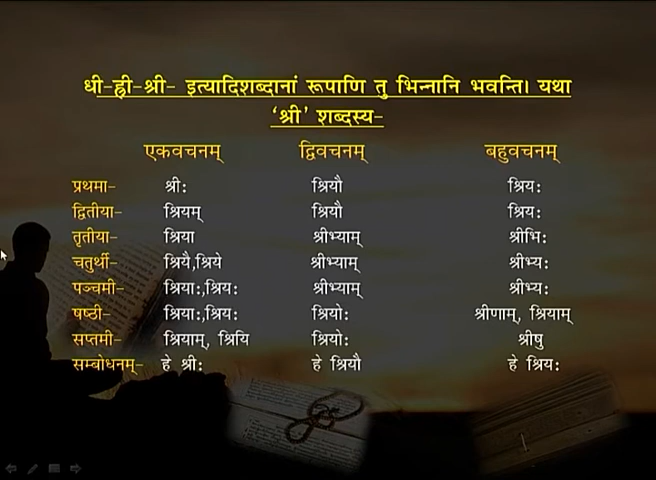 धी-ह्री-श्री- इत्यादिशब्दानां रूपाणि तु भिन्नानि भवन्ति। यथा
‘श्री’ शब्दस्य-
एकवचनम् द्विवचनम् बहुवचनम्
प्रथमा- श्री: श्रियौ श्रिय:
द्वितीया- श्रियम् श्रियौ श्रिय:
तृतीया- श्रिया श्रीभ्याम् श्रीभि:
चतुर्थी- श्रियै,श्रिये श्रीभ्याम् श्रीभ्य:
पञ्चमी- श्रिया:,श्रिय: श्रीभ्याम् श्रीभ्य:
षष्ठी- श्रिया:,श्रिय: श्रियो: श्रीणाम्, श्रियाम्
सप्तमी- श्रियाम्, श्रियि श्रियो: श्रीषु
सम्बोधनम्- हे श्री: हे श्रियौ हे श्रिय: